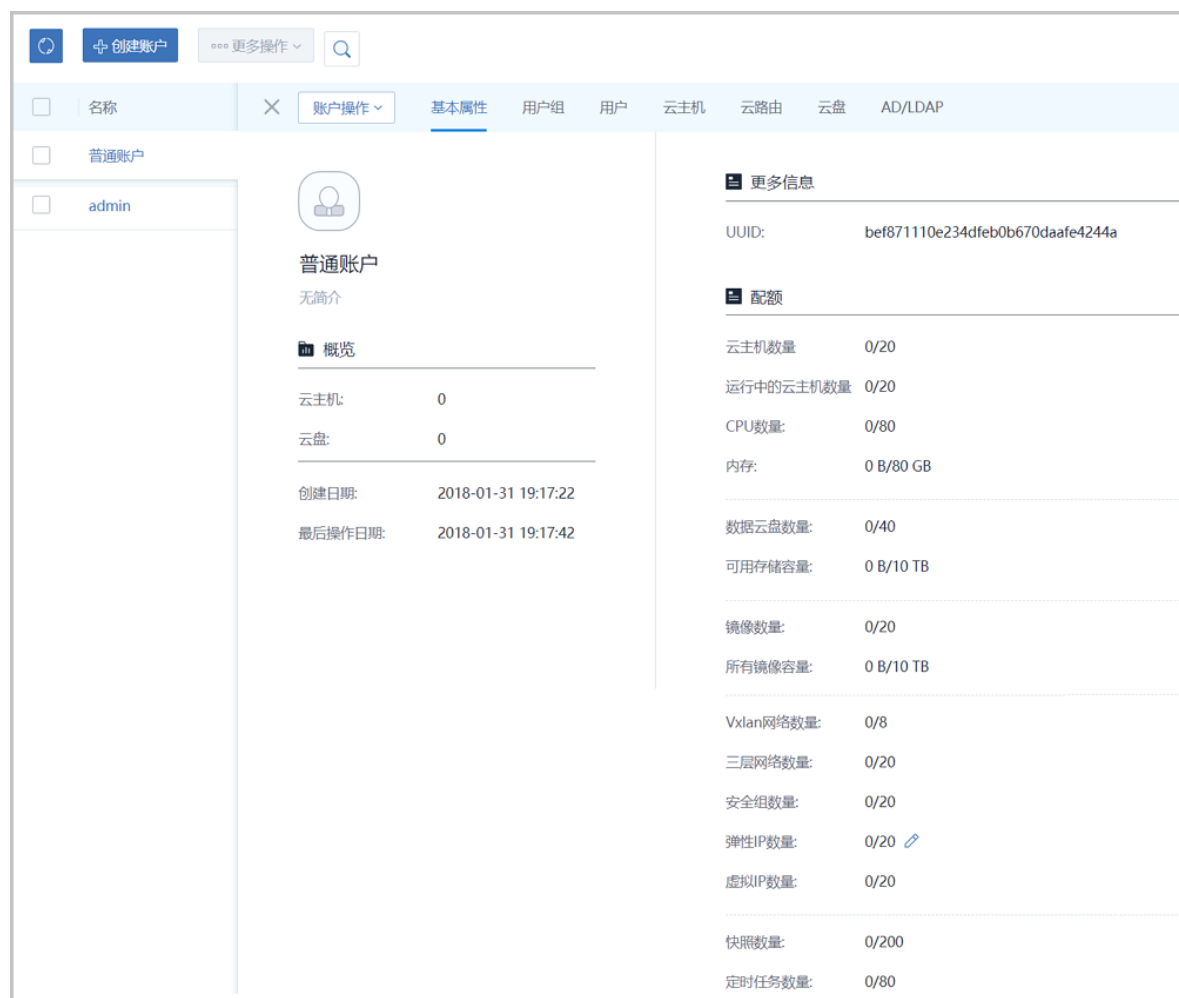 创建账户 更多操作
名称 账户操作 基本属性 用户组 用户 云主机 云路由 云盘 AD/LDAP
普通账户
admin
普通账户
无简介
概览
云主机: 0
云盘: 0
创建日期: 2018-01-31 19:17:22
最后操作日期: 2018-01-31 19:17:42
更多信息
UUID: bef871110e234dfeb0b670daafe4244a
配额
云主机数量 0/20
运行中的云主机数量 0/20
CPU数量: 0/80
内存: 0 B/80 GB
数据云盘数量: 0/40
可用存储容量: 0 B/10 TB
镜像数量: 0/20
所有镜像容量: 0 B/10 TB
Vxlan网络数量: 0/8
三层网络数量: 0/20
安全组数量: 0/20
弹性IP数量: 0/20
虚拟IP数量: 0/20
快照数量: 0/200
定时任务数量: 0/80